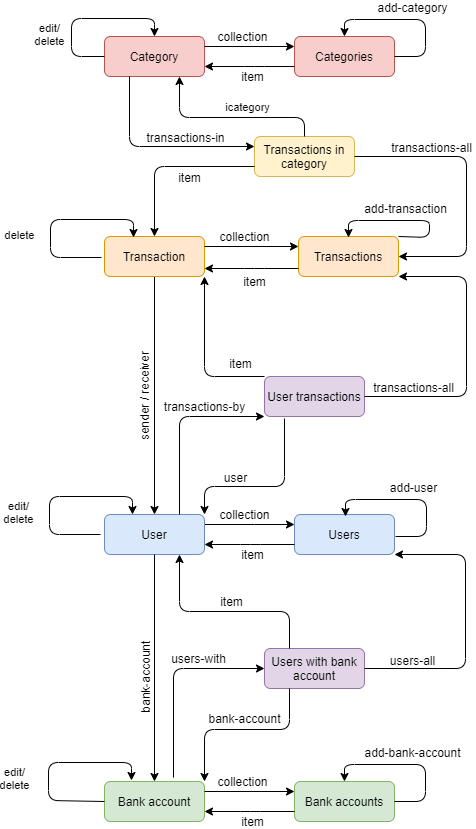 add-category
edit/
delete
collection
Category
Categories
item
icategory
transactions-in
Transactions in
category
transactions-all
item
add-transaction
delete
collection
Transaction
Transactions
item
sender / receiver
item
transactions-all
User transactions
transactions-by
user
add-user
edit/
delete
collection
User
Users
item
item
bank-account
users-with
Users with bank
account
users-all
bank-account
add-bank-account
edit/
delete
collection
Bank account
Bank accounts
item